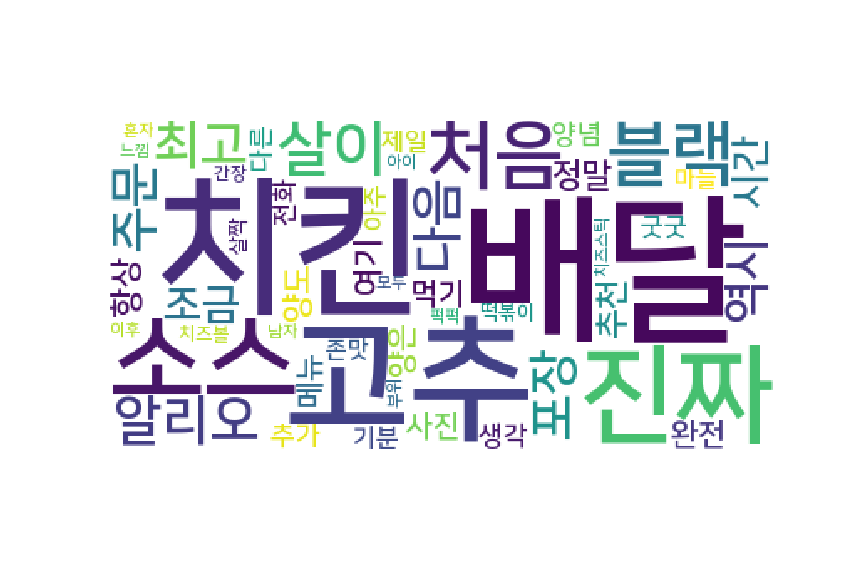 혼자
느낌
최고
다른
살이
제일
아이
처음
양념
정말
블랙
마늘
시간
주문
간장
살짝
전화
아주
다음
굿굿
치즈스틱
치킨
배달
항상
조금
양도
여기
모두
먹기
퍽퍽
떡볶이
추천
역시
이후
치즈볼
남자
소스
존맛
메뉴
고추
부위
양은
포장
진짜
알리오
추가
기분
사진
생각
완전